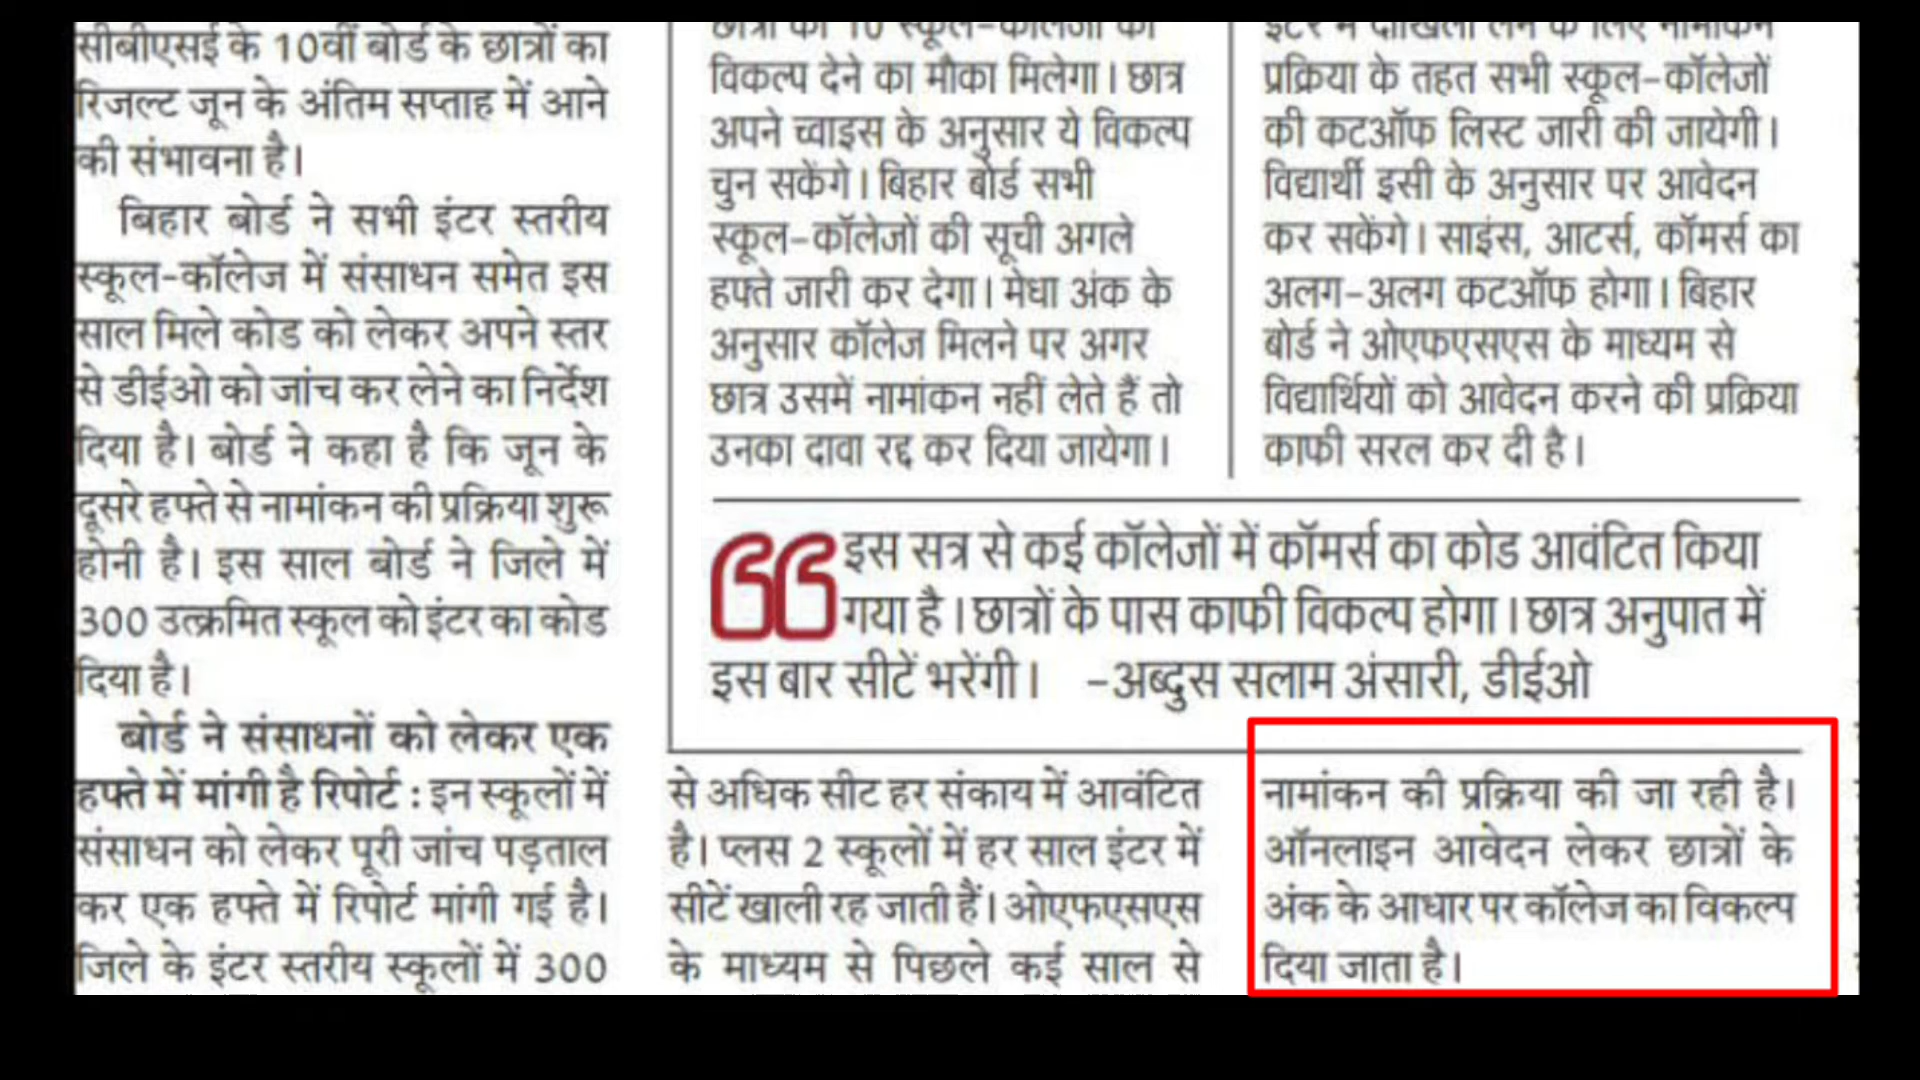 सीबीएसई के 10वीं बोर्ड के छात्रों का
रिजल्ट जून के अंतिम सप्ताह में आने
की संभावना है।
बिहार बोर्ड ने सभी इंटर स्तरीय
स्कूल-कॉलेज में संसाधन समेत इस
साल मिले कोड को लेकर अपने स्तर
से डीईओ को जांच कर लेने का निर्देश
दिया है। बोर्ड ने कहा है कि जून के
दूसरे हफ्ते से नामांकन की प्रक्रिया शुरू
होनी है। इस साल बोर्ड ने जिले में
300 उत्क्रमित स्कूल को इंटर का कोड
दिया है।
बोर्ड ने संसाधनों को लेकर एक
हफ्ते में मांगी है रिपोर्ट : इन स्कूलों में
संसाधन को लेकर पूरी जांच पड़ताल
कर एक हफ्ते में रिपोर्ट मांगी गई है।
जिले के इंटर स्तरीय स्कूलों में 300
छात्रों को 10 स्कूल-कॉलेजों का
विकल्प देने का मौका मिलेगा। छात्र
अपने च्वाइस के अनुसार ये विकल्प
चुन सकेंगे। बिहार बोर्ड सभी
स्कूल-कॉलेजों की सूची अगले
हफ्ते जारी कर देगा। मेधा अंक के
अनुसार कॉलेज मिलने पर अगर
छात्र उसमें नामांकन नहीं लेते हैं तो
उनका दावा रद्द कर दिया जायेगा।
इंटर में दाखिला लेने के लिए नामांकन
प्रक्रिया के तहत सभी स्कूल-कॉलेजों
की कटऑफ लिस्ट जारी की जायेगी।
विद्यार्थी इसी के अनुसार पर आवेदन
कर सकेंगे। साइंस, आटर्स, कॉमर्स का
अलग-अलग कटऑफ होगा। बिहार
बोर्ड ने ओएफएसएस के माध्यम से
विद्यार्थियों को आवेदन करने की प्रक्रिया
काफी सरल कर दी है।
इस सत्र से कई कॉलेजों में कॉमर्स का कोड आवंटित किया
गया है। छात्रों के पास काफी विकल्प होगा। छात्र अनुपात में
इस बार सीटें भरेंगी। -अब्दुस सलाम अंसारी, डीईओ
से अधिक सीट हर संकाय में आवंटित
है। प्लस 2 स्कूलों में हर साल इंटर में
सीटें खाली रह जाती हैं। ओएफएसएस
के माध्यम से पिछले कई साल से
नामांकन की प्रक्रिया की जा रही है।
ऑनलाइन आवेदन लेकर छात्रों के
अंक के आधार पर कॉलेज का विकल्प
दिया जाता है।